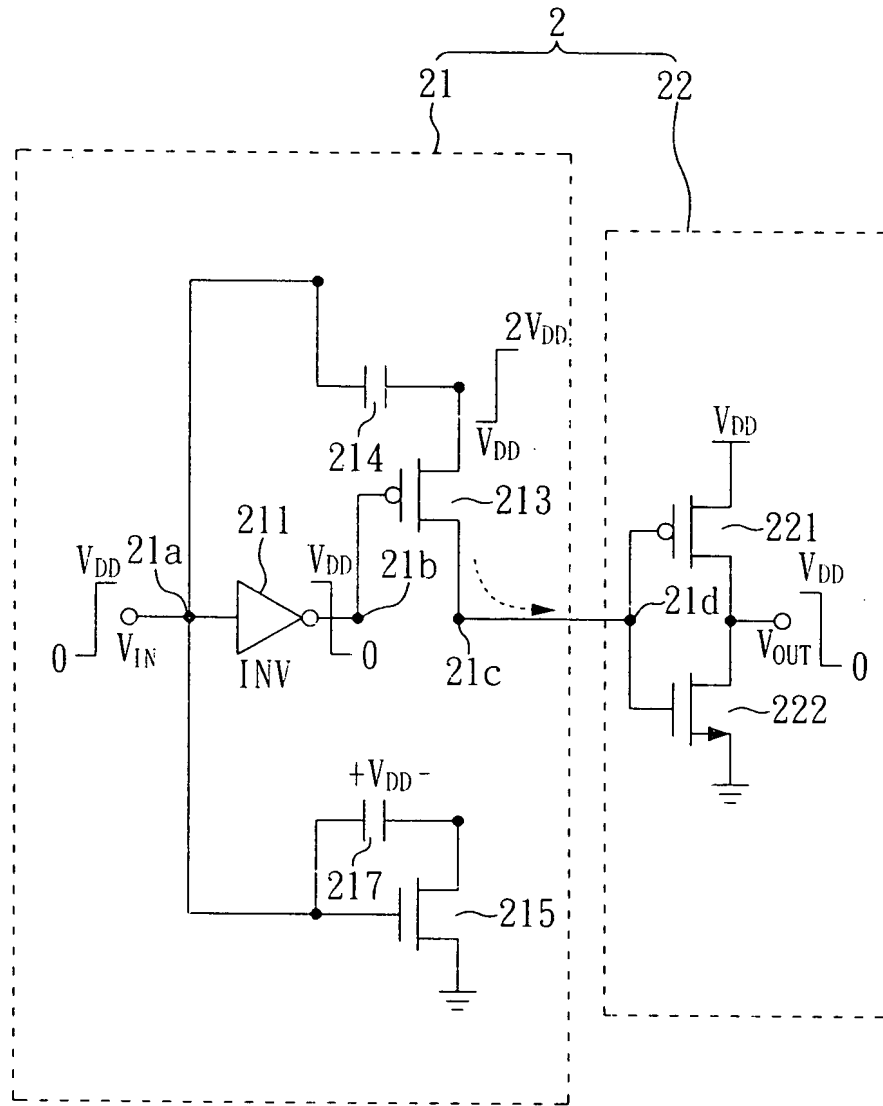 2
21 22
2VDD
VDD
214
213
VDD
221
211
VDD 21a
VDD
21b
21d
VDD
0
VIN
INV
0
21c
VOUT
0
222
+VDD-
217
215